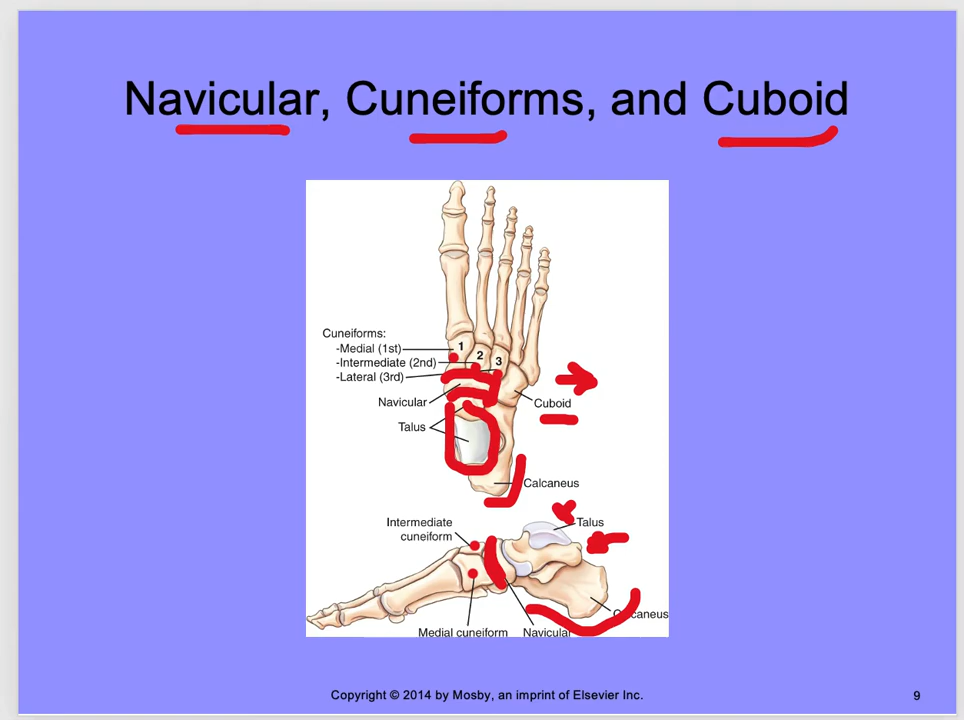 Navicular, Cuneiforms, and Cuboid
Cuneiforms:
-Medial (1st)
-Intermediate (2nd)
-Lateral (3rd)
1
2
3
Navicular
Cuboid
Talus
Calcaneus
Intermediate
cuneiform
Talus
Calcaneus
Medial cuneiform
Navicular
Copyright © 2014 by Mosby, an imprint of Elsevier Inc.
9